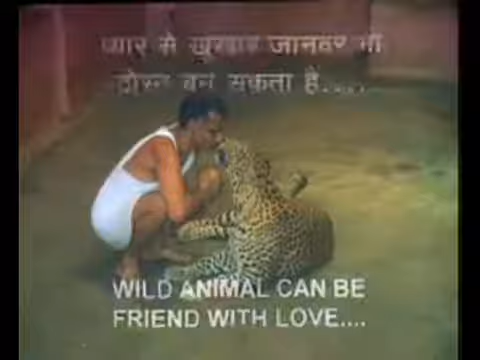 प्यार से खूंखार जानवर भी
दोस्त बन सकता है....
WILD ANIMAL CAN BE
FRIEND WITH LOVE....